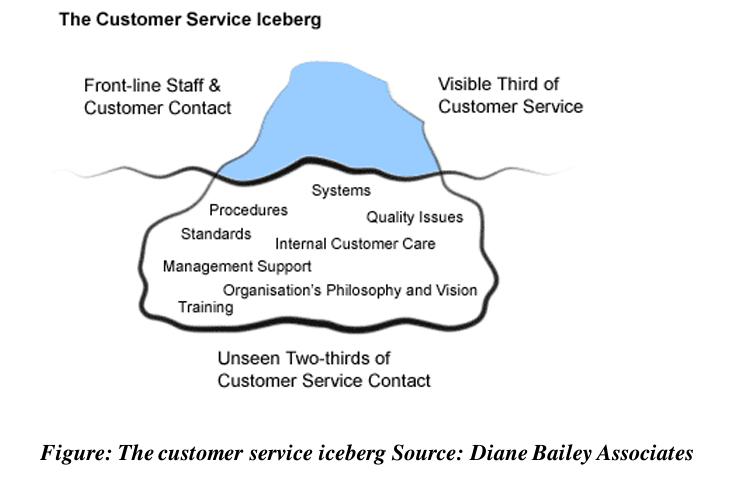 The Customer Service Iceberg
Front-line Staff &
Customer Contact
Visible Third of
Customer Service
Systems
Procedures
Quality Issues
Standards
Internal Customer Care
Management Support
Organisation's Philosophy and Vision
Training
Unseen Two-thirds of
Customer Service Contact
Figure: The customer service iceberg Source: Diane Bailey Associates